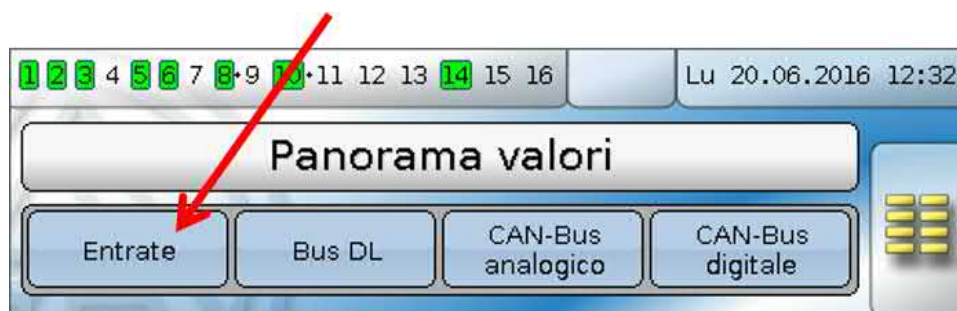 1 2 3 4 5 6 7 8·9 10·11 12 13 14 15 16 Lu 20.06.2016 12:32
Panorama valori
Entrate Bus DL CAN-Bus analogico CAN-Bus digitale